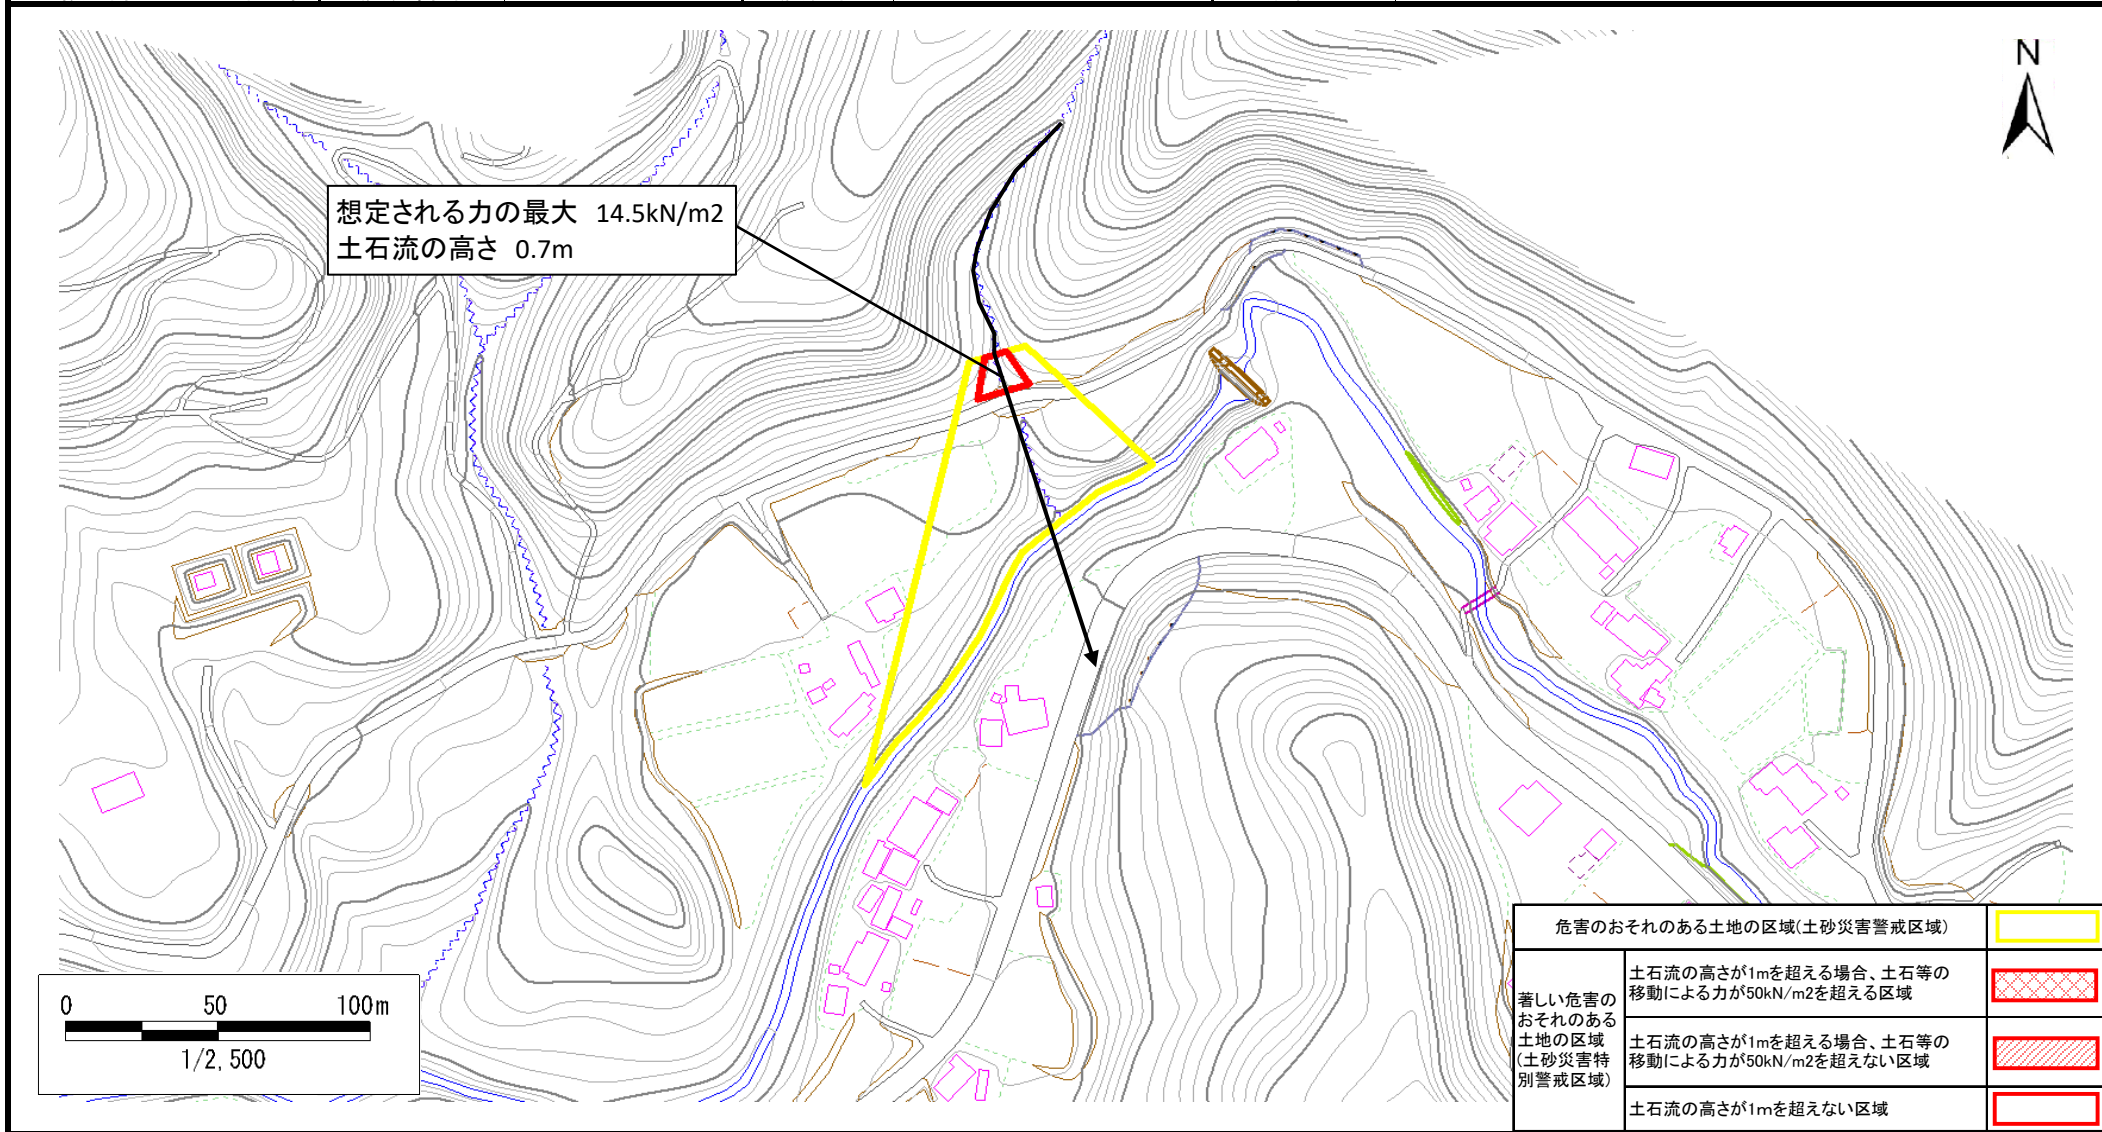 N
想定される力の最大 14.5kN/m2
土石流の高さ 0.7m
0 50 100m
1/2,500
危害のおそれのある土地の区域(土砂災害警戒区域)
著しい危害の
おそれのある
土地の区域
(土砂災害特
別警戒区域)
土石流の高さが1mを超える場合、土石等の
移動による力が50kN/m2を超える区域
土石流の高さが1mを超える場合、土石等の
移動による力が50kN/m2を超えない区域
土石流の高さが1mを超えない区域